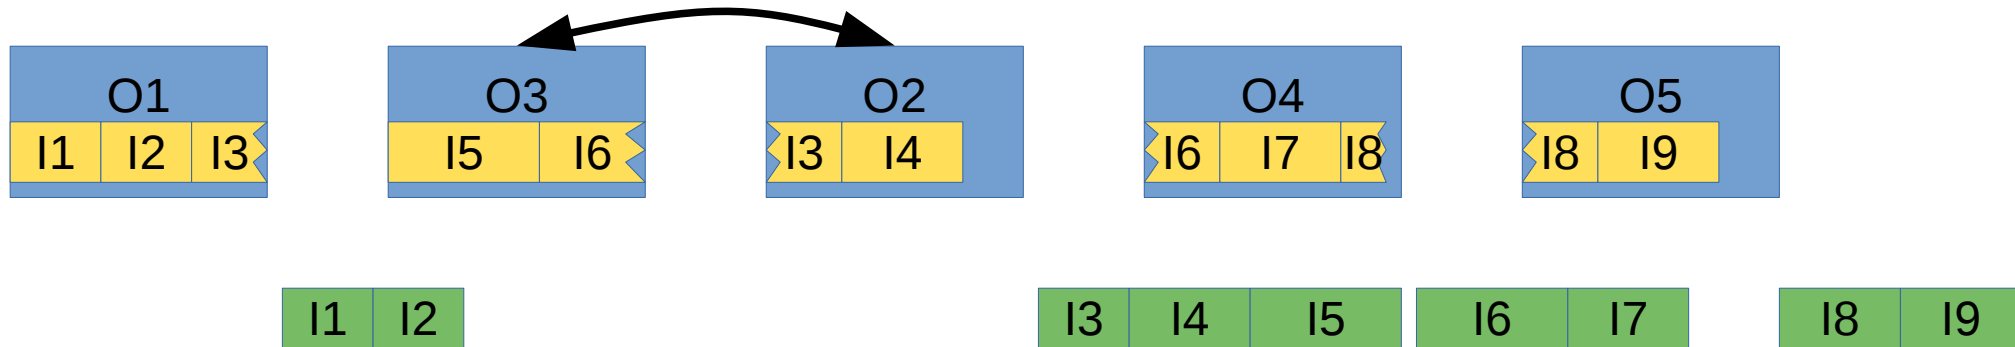 O1 O3 O2 O4 O5
I1 I2 I3 I5 I6 I3 I4 I6 I7 I8 I8 I9
I1 I2 I3 I4 I5 I6 I7 I8 I9